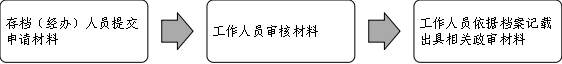 存档（经办）人员提交
申请材料
工作人员审核材料
工作人员依据档案记载
出具相关政审材料